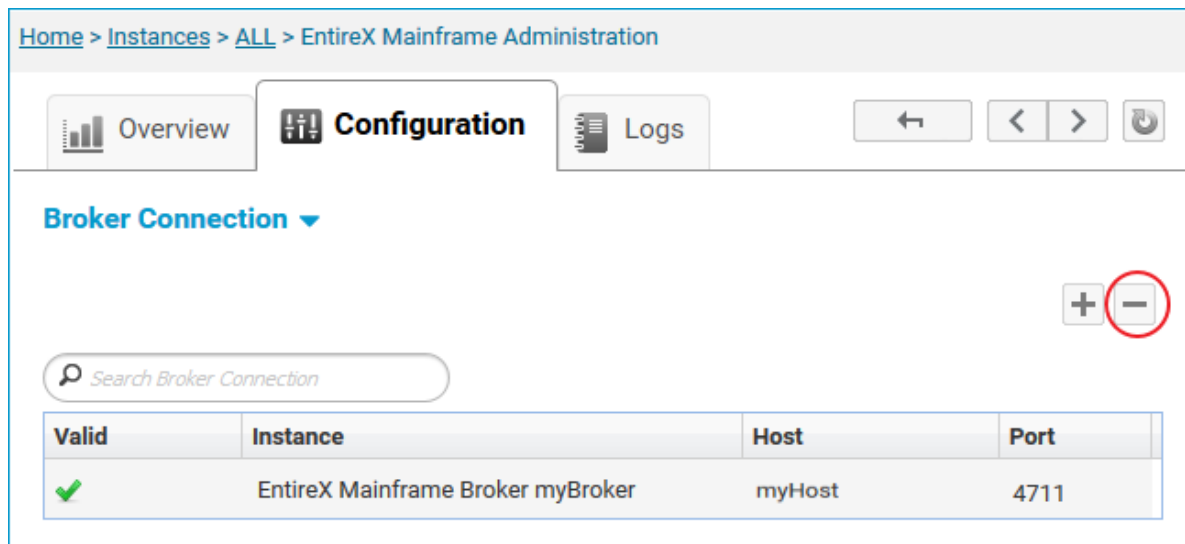 Home > Instances > ALL > EntireX Mainframe Administration
Overview Configuration Logs
Broker Connection
Search Broker Connection
Valid Instance Host Port
EntireX Mainframe Broker myBroker myHost 4711